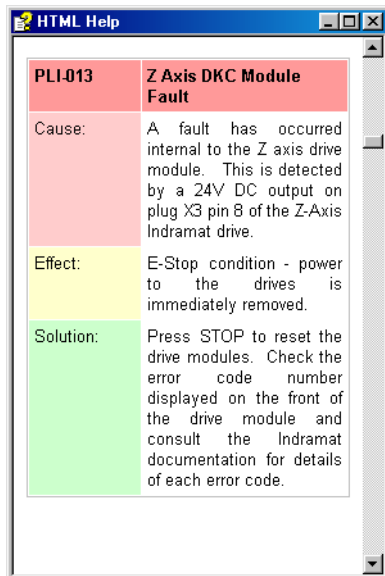 HTML Help
PLI-013 Z Axis DKC Module
Fault
Cause: A fault has occurred
internal to the Z axis drive
module. This is detected
by a 24V DC output on
plug X3 pin 8 of the Z-Axis
Indramat drive.
Effect: E-Stop condition - power
to the drives is
immediately removed.
Solution: Press STOP to reset the
drive modules. Check the
error code number
displayed on the front of
the drive module and
consult the Indramat
documentation for details
of each error code.